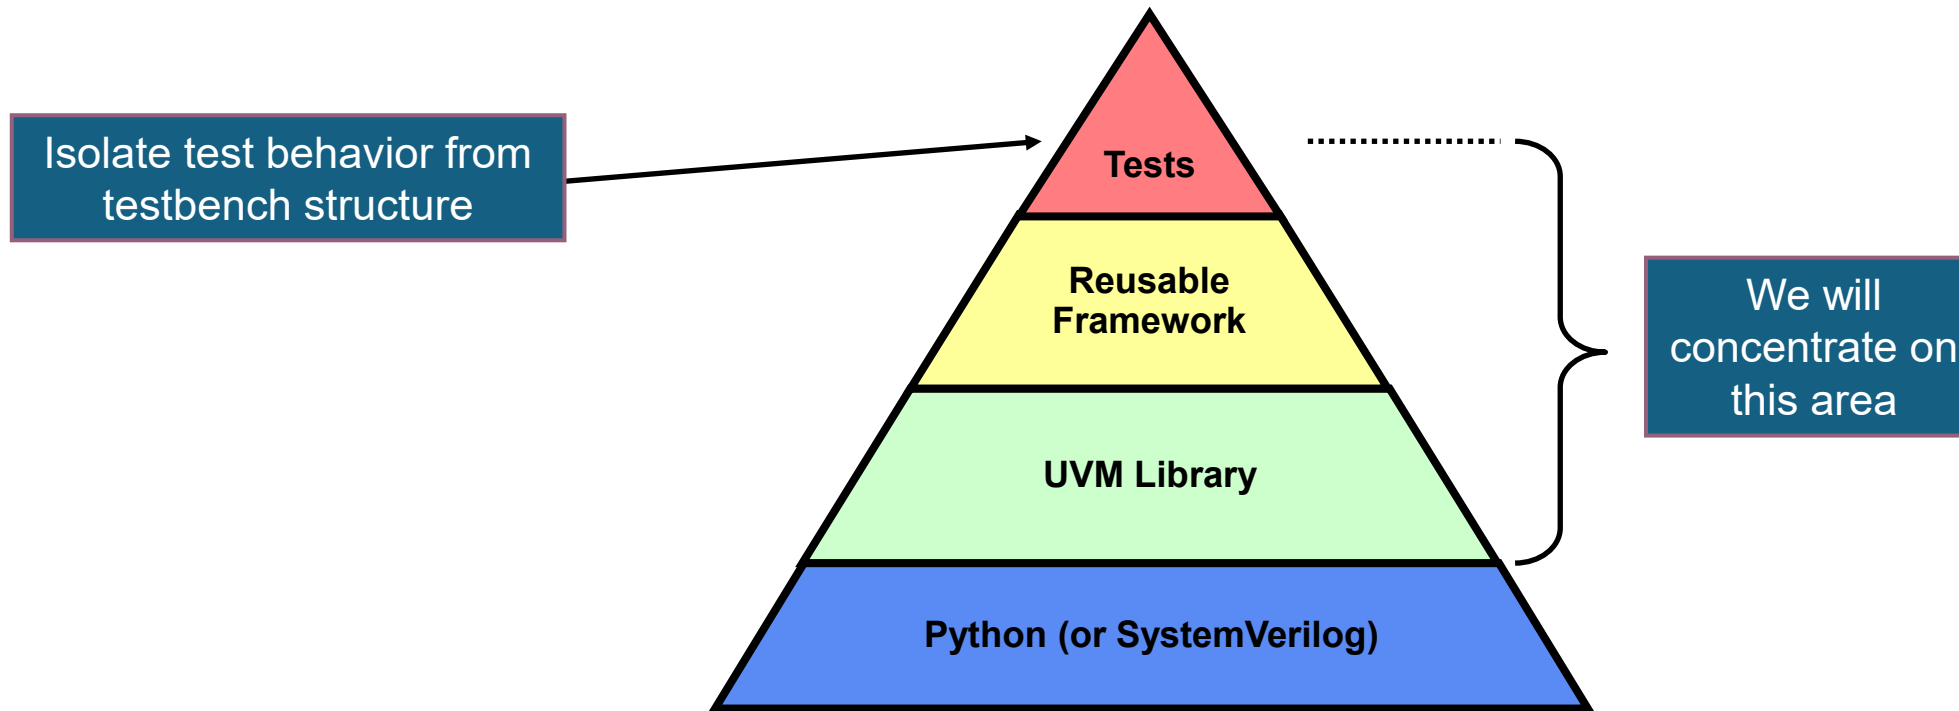 Isolate test behavior from
testbench structure
Tests
Reusable
Framework
We will
concentrate on
this area
UVM Library
Python (or SystemVerilog)